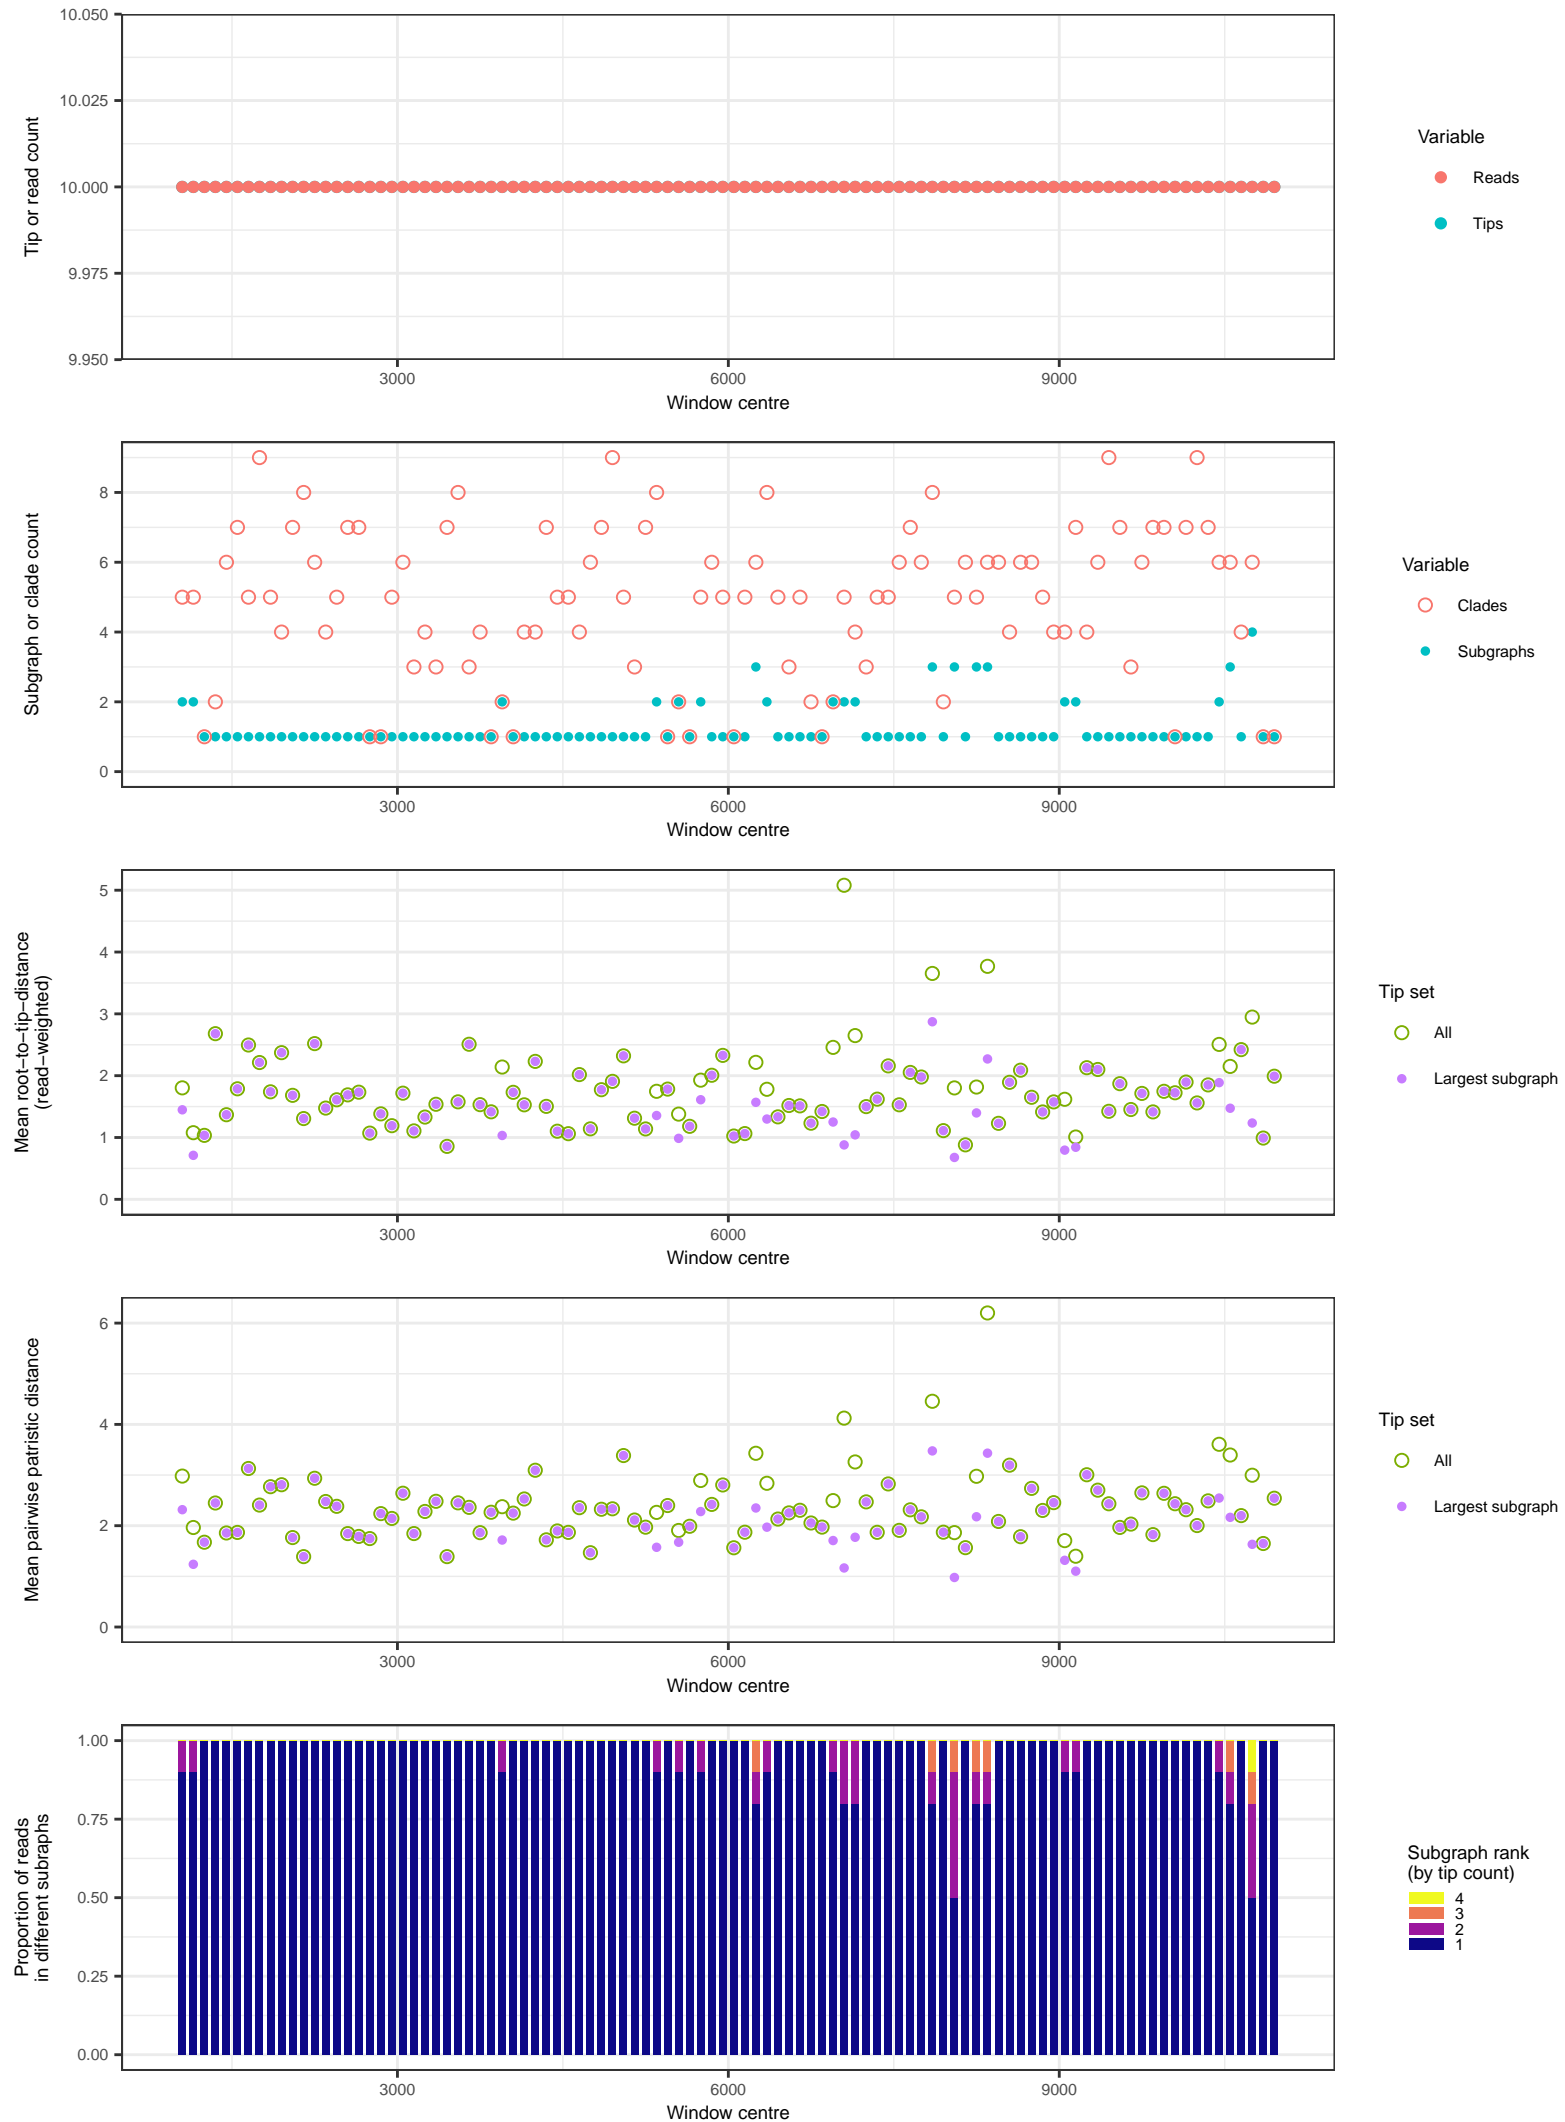 10.050
10.025
10.000
9.975
9.950
Tip or read count
3000
6000
9000
Window centre
Variable
Reads
Tips
8
6
4
2
0
Subgraph or clade count
3000
6000
9000
Window centre
Variable
Clades
Subgraphs
5
4
3
2
1
0
Mean root−to−tip−distance
(read−weighted)
3000
6000
9000
Window centre
Tip set
All
Largest subgraph
6
4
2
0
Mean pairwise patristic distance
3000
6000
9000
Window centre
Tip set
All
Largest subgraph
1.00
0.75
0.50
0.25
0.00
Proportion of reads
in different subraphs
3000
6000
9000
Window centre
Subgraph rank
(by tip count)
4
3
2
1